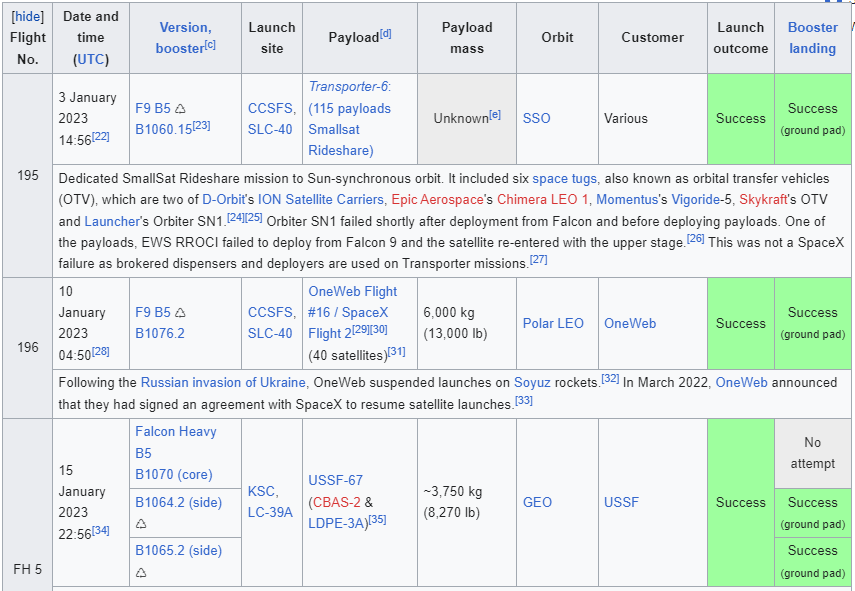 [hide]
Flight
No.
Date and
time
(UTC)
Version,
booster[c]
Launch
site
Payload[d]
Payload
mass
Orbit
Customer
Launch
outcome
Booster
landing
195
3 January
2023
14:56[22]
F9 B5 ♺
B1060.15[23]
CCSFS,
SLC-40
Transporter-6:
(115 payloads
Smallsat
Rideshare)
Unknown[e]
SSO
Various
Success
Success
(ground pad)
Dedicated SmallSat Rideshare mission to Sun-synchronous orbit. It included six space tugs, also known as orbital transfer vehicles
(OTV), which are two of D-Orbit's ION Satellite Carriers, Epic Aerospace's Chimera LEO 1, Momentus's Vigoride-5, Skykraft's OTV
and Launcher's Orbiter SN1.[24][25] Orbiter SN1 failed shortly after deployment from Falcon and before deploying payloads. One of
the payloads, EWS RROCI failed to deploy from Falcon 9 and the satellite re-entered with the upper stage.[26] This was not a SpaceX
failure as brokered dispensers and deployers are used on Transporter missions.[27]
196
10
January
2023
04:50[28]
F9 B5 ♺
B1076.2
CCSFS,
SLC-40
OneWeb Flight
#16 / SpaceX
Flight 2[29][30]
(40 satellites)[31]
6,000 kg
(13,000 lb)
Polar LEO
OneWeb
Success
Success
(ground pad)
Following the Russian invasion of Ukraine, OneWeb suspended launches on Soyuz rockets.[32] In March 2022, OneWeb announced
that they had signed an agreement with SpaceX to resume satellite launches.[33]
FH 5
15
January
2023
22:56[34]
Falcon Heavy
B5
B1070 (core)
B1064.2 (side)
♺
B1065.2 (side)
♺
KSC,
LC-39A
USSF-67
(CBAS-2 &
LDPE-3A)[35]
~3,750 kg
(8,270 lb)
GEO
USSF
Success
No
attempt
Success
(ground pad)
Success
(ground pad)